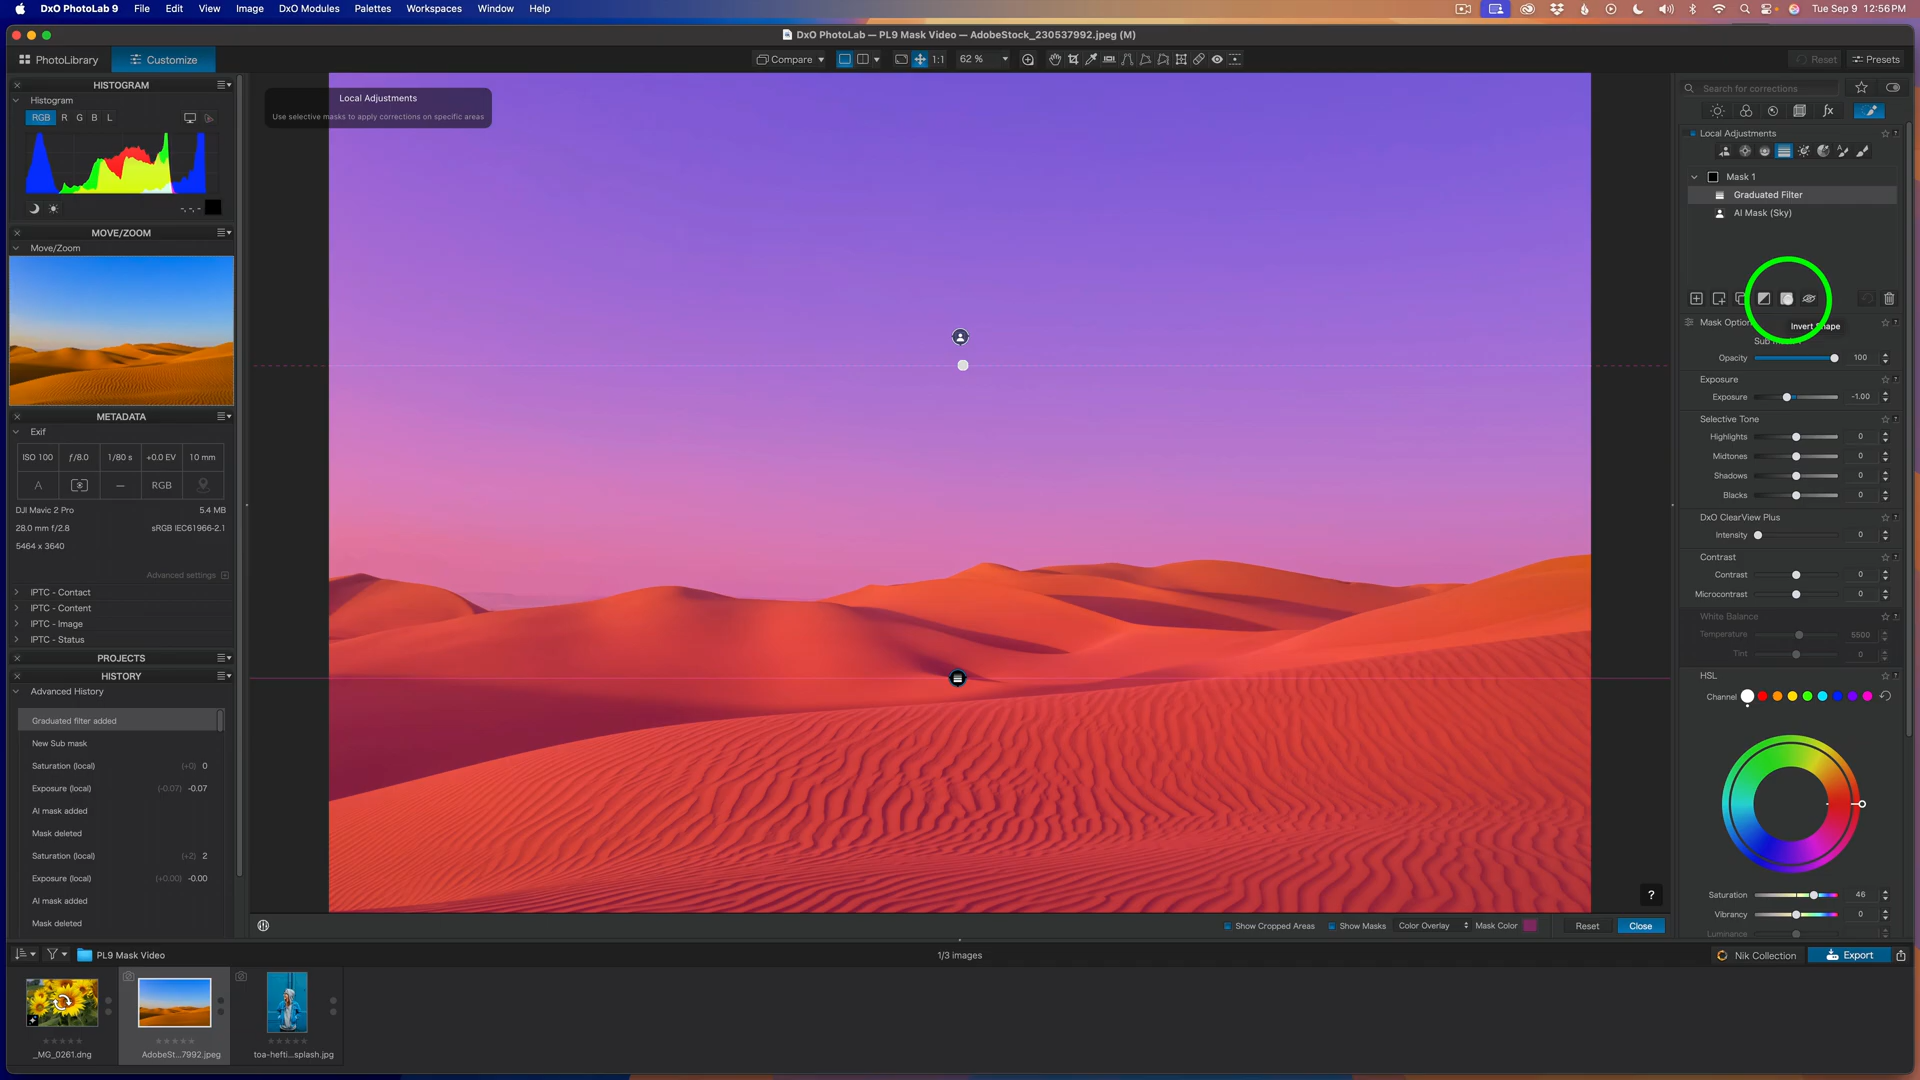 DxO PhotoLab 9 File Edit View Image DxO Modules Palettes Workspaces Window Help
Tue Sep 9 12:56 PM
DxO PhotoLab 9 — PL9 Mask Video — AdobeStock_230537992.jpeg (M)
PhotoLibrary
Customize
Compare
1:1
62 %
Reset
Presets
HISTOGRAM
Histogram
RGB R G B L
-, -, -
MOVE/ZOOM
Move/Zoom
METADATA
Exif
ISO 100 ƒ/8.0 1/80 s +0.0 EV 10 mm
A — RGB
DJI Mavic 2 Pro 5.4 MB
28.0 mm f/2.8 sRGB IEC61966-2.1
5464 x 3640
Advanced settings
IPTC - Contact
IPTC - Content
IPTC - Image
IPTC - Status
PROJECTS
HISTORY
Advanced History
Graduated filter added
New Sub mask
Saturation (local) (+0) 0
Exposure (local) (-0.07) -0.07
AI mask added
Mask deleted
Saturation (local) (+2) 2
Exposure (local) (+0.00) -0.00
AI mask added
Mask deleted
Local Adjustments
Use selective masks to apply corrections on specific areas
?
Show Cropped Areas
Show Masks
Color Overlay
Mask Color
Reset
Close
Search for corrections
fx
Local Adjustments
Mask 1
Graduated Filter
AI Mask (Sky)
Invert Shape
Opacity 100
Exposure
Exposure -1.00
Selective Tone
Highlights 0
Midtones 0
Shadows 0
Blacks 0
DxO ClearView Plus
Intensity 0
Contrast
Contrast 0
Microcontrast 0
White Balance
Temperature 5500
Tint 0
HSL
Channel
Saturation 46
Vibrancy 0
Luminance
PL9 Mask Video
1/3 images
Nik Collection
Export
_MG_0261.dng
AdobeSt...7992.jpeg
toa-hefti...splash.jpg